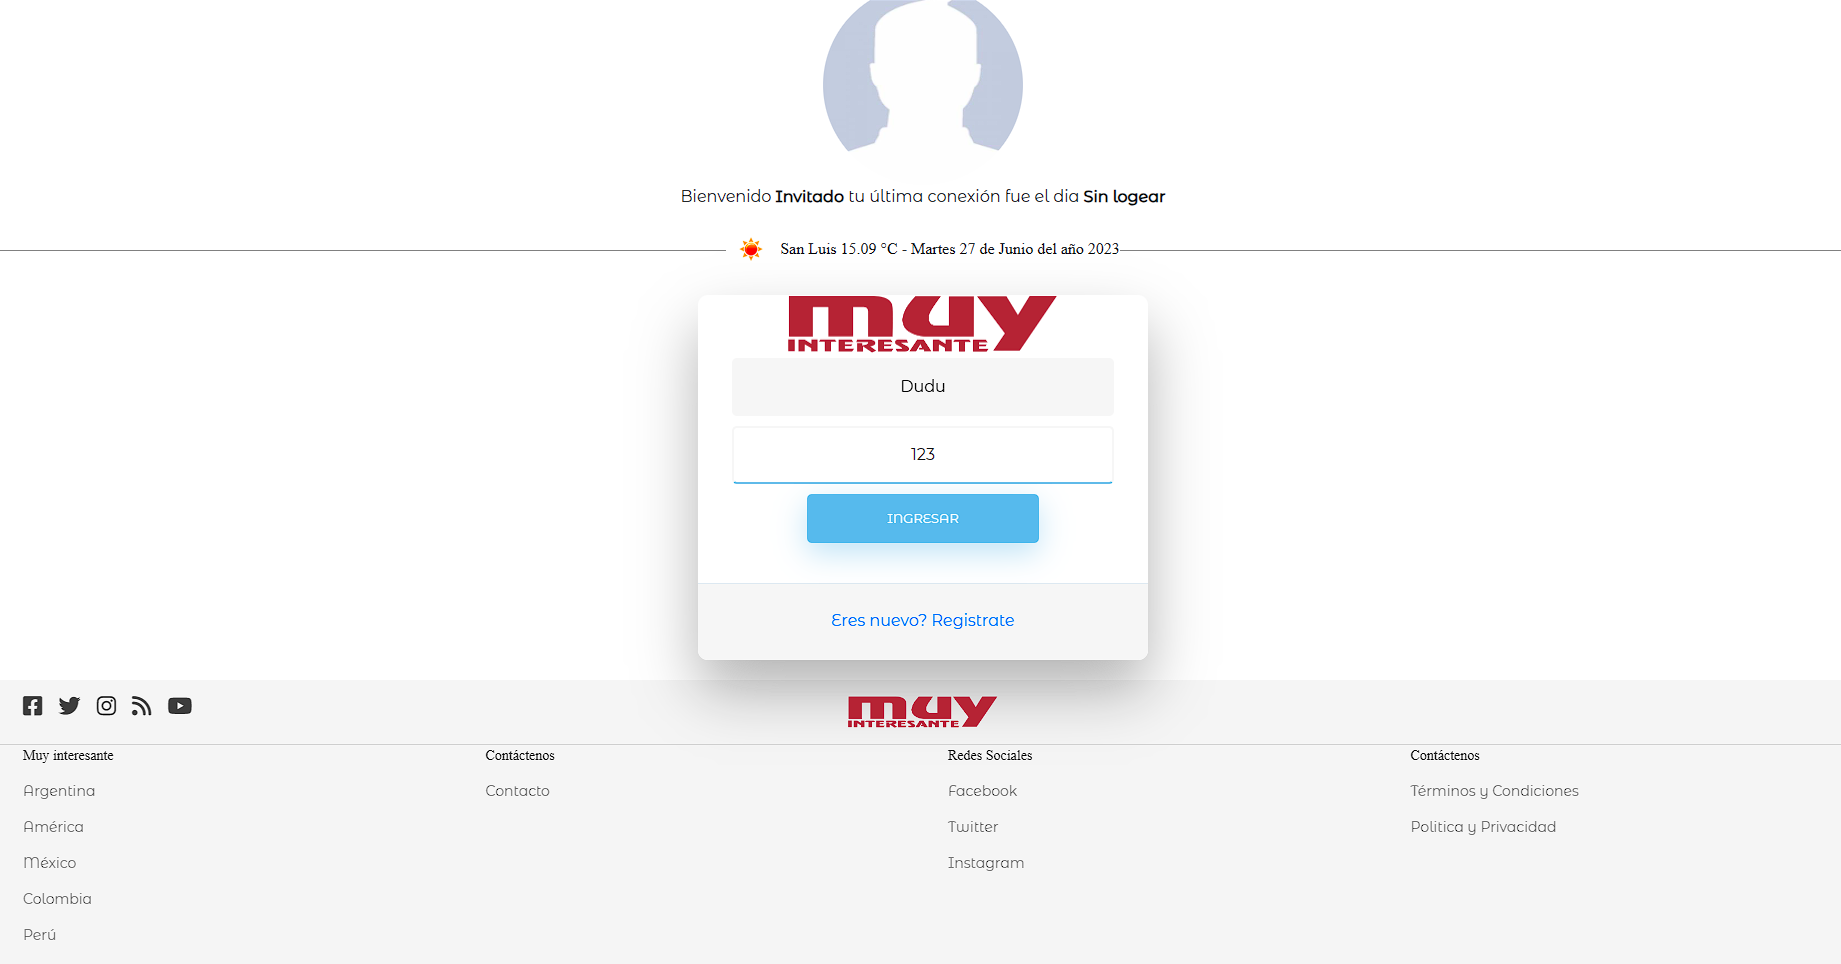 Bienvenido Invitado tu última conexión fue el dia Sin logear
San Luis 15.09 °C - Martes 27 de Junio del año 2023
muy
INTERESANTE
Dudu
123
INGRESAR
Eres nuevo? Registrate
muy
INTERESANTE
Muy interesante
Argentina
América
México
Colombia
Perú
Contáctenos
Contacto
Redes Sociales
Facebook
Twitter
Instagram
Contáctenos
Términos y Condiciones
Politica y Privacidad